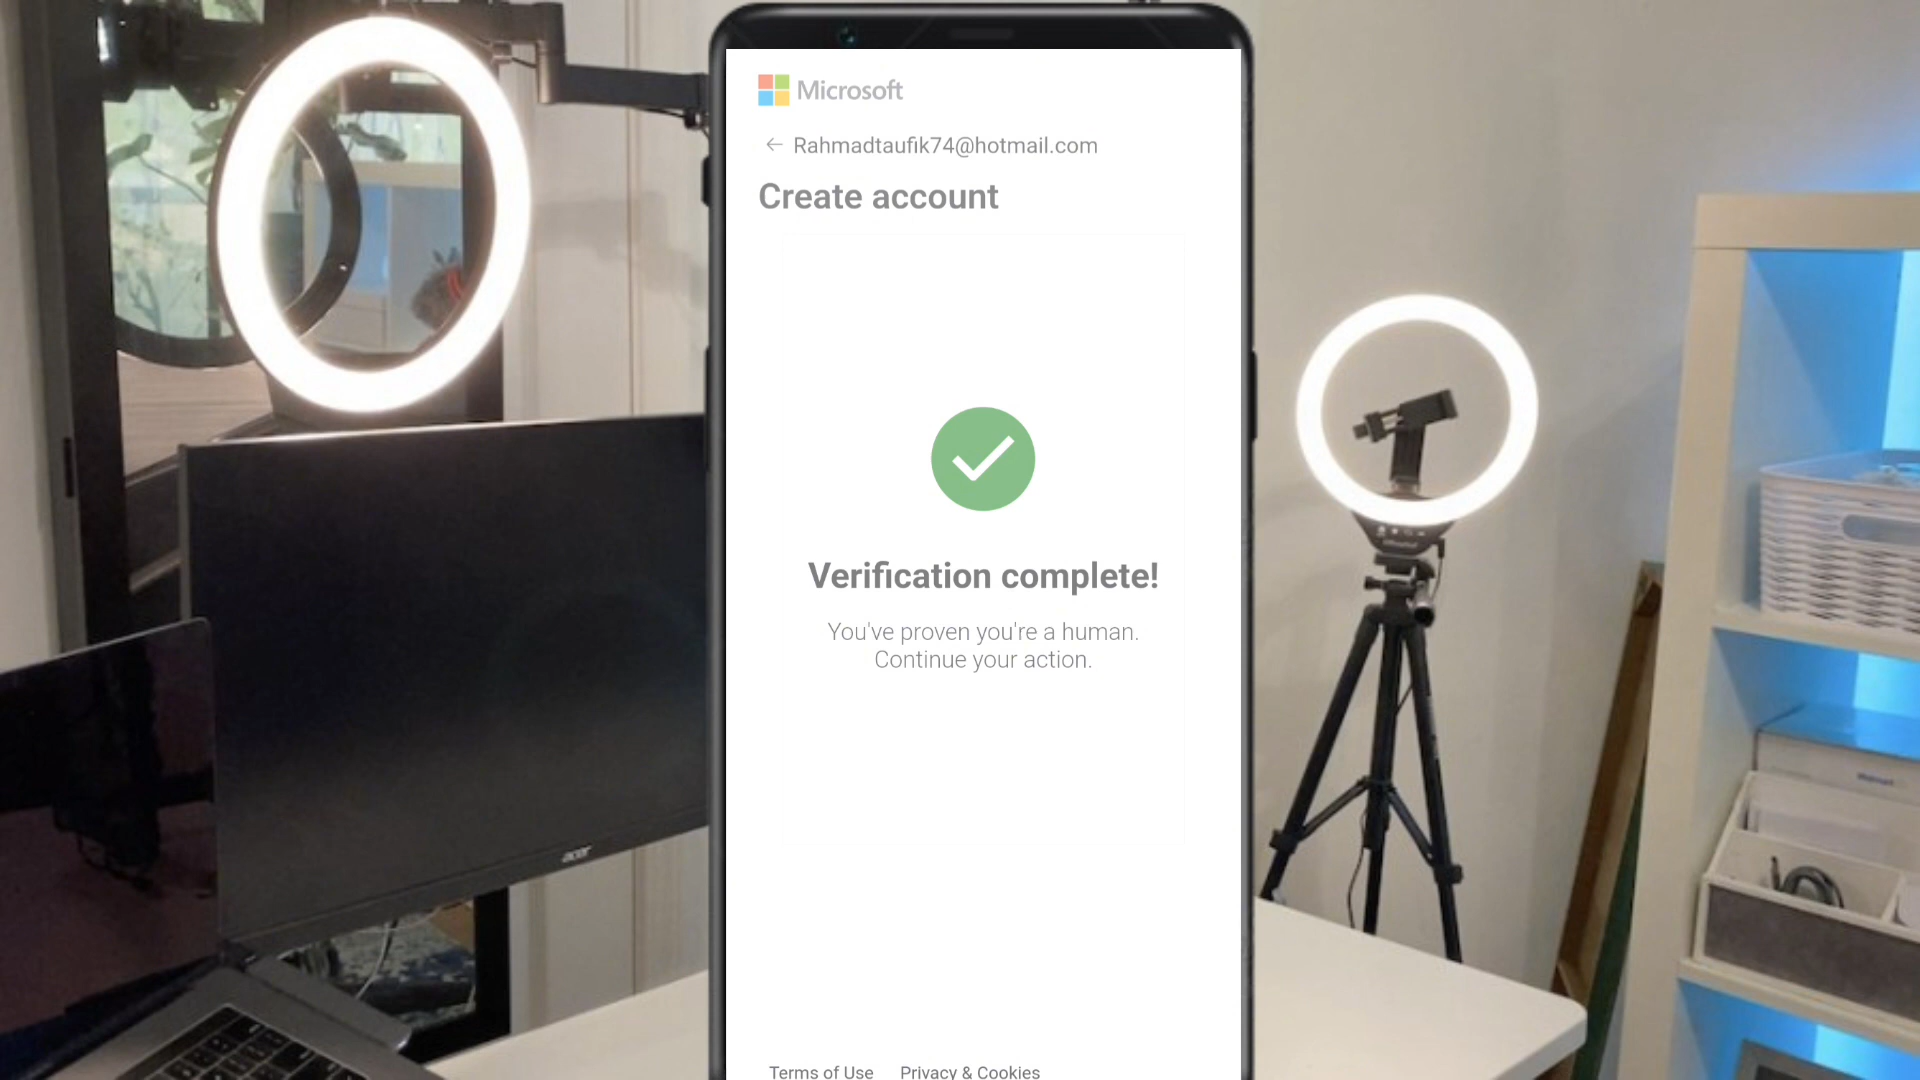 Microsoft
← Rahmadtaufik74@hotmail.com
Create account
Verification complete!
You've proven you're a human.
Continue your action.
Terms of Use Privacy & Cookies
acer